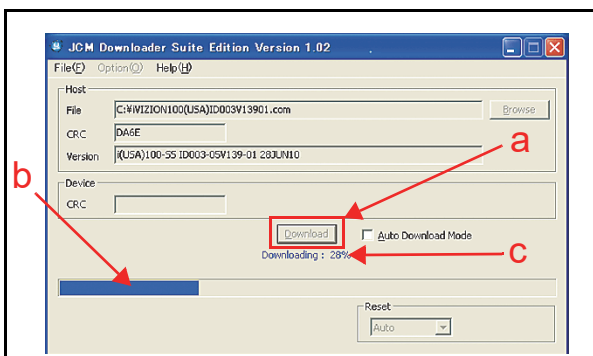 JCM Downloader Suite Edition Version 1.02
File(F) Option(O) Help(H)
Host
File C:¥iVIZION100(USA)ID003V13901.com Browse
CRC DA6E
Version i(USA)100-SS ID003-05V139-01 28JUN10
a
Device
b
CRC
Download Auto Download Mode
Downloading : 28%
c
Reset
Auto